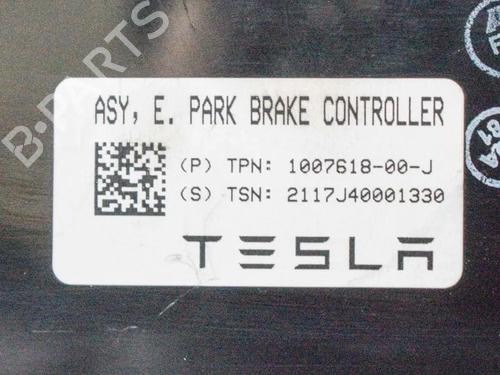 B-PARTS
ASY, E. PARK BRAKE CONTROLLER
(P) TPN: 1007618-00-J
(S) TSN: 2117J40001330
TESLA